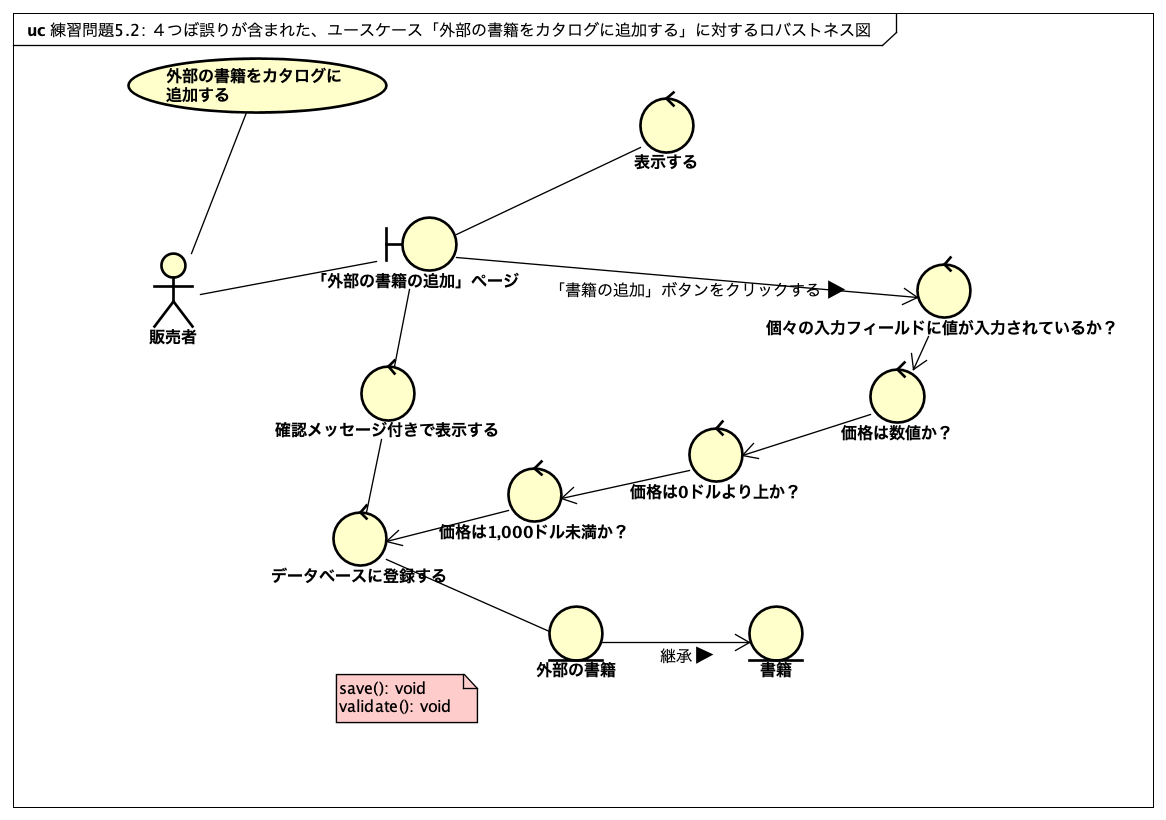 uc 練習問題5.2: ４つぼ誤りが含まれた、ユースケース「外部の書籍をカタログに追加する」に対するロバストネス図
外部の書籍をカタログに
追加する
表示する
「外部の書籍の追加」ページ
「書籍の追加」ボタンをクリックする
販売者
個々の入力フィールドに値が入力されているか？
確認メッセージ付きで表示する
価格は数値か？
価格は0ドルより上か？
価格は1,000ドル未満か？
データベースに登録する
外部の書籍
継承
書籍
save(): void
validate(): void